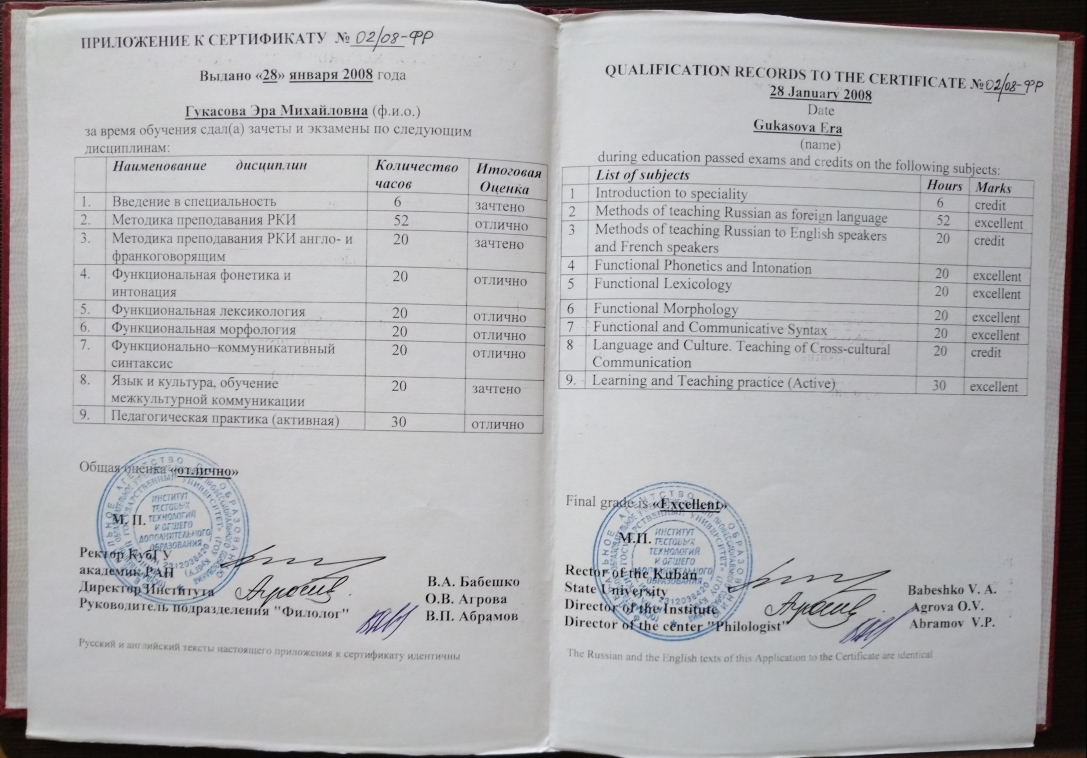 ПРИЛОЖЕНИЕ К СЕРТИФИКАТУ № 02/08-ФР
Выдано «28» января 2008 года
Гукасова Эра Михайловна (ф.и.о.)
за время обучения сдал(а) зачеты и экзамены по следующим
дисциплинам:
Наименование дисциплин Количество часов Итоговая Оценка
1. Введение в специальность 6 зачтено
2. Методика преподавания РКИ 52 отлично
3. Методика преподавания РКИ англо- и 20 зачтено
франкоговорящим
4. Функциональная фонетика и 20 отлично
интонация
5. Функциональная лексикология 20 отлично
6. Функциональная морфология 20 отлично
7. Функционально–коммуникативный 20 отлично
синтаксис
8. Язык и культура, обучение 20 зачтено
межкультурной коммуникации
9. Педагогическая практика (активная) 30 отлично
Общая оценка «отлично»
М. П.
ИНСТИТУТ
ТЕСТОВЫХ
ТЕХНОЛОГИЙ
И ОБЩЕГО
ДОПОЛНИТЕЛЬНОГО
ОБРАЗОВАНИЯ
Ректор КубГУ
академик РАН В.А. Бабешко
Директор Института О.В. Агрова
Руководитель подразделения "Филолог" В.П. Абрамов
Русский и английский тексты настоящего приложения к сертификату идентичны
QUALIFICATION RECORDS TO THE CERTIFICATE № 02/08-ФР
28 January 2008
Date
Gukasova Era
(name)
during education passed exams and credits on the following subjects:
List of subjects Hours Marks
1 Introduction to speciality 6 credit
2 Methods of teaching Russian as foreign language 52 excellent
3 Methods of teaching Russian to English speakers 20 credit
and French speakers
4 Functional Phonetics and Intonation 20 excellent
5 Functional Lexicology 20 excellent
6 Functional Morphology 20 excellent
7 Functional and Communicative Syntax 20 excellent
8 Language and Culture. Teaching of Cross-cultural 20 credit
Communication
9. Learning and Teaching practice (Active) 30 excellent
Final grade is «Excellent»
М.П.
ИНСТИТУТ
ТЕСТОВЫХ
ТЕХНОЛОГИЙ
И ОБЩЕГО
ДОПОЛНИТЕЛЬНОГО
ОБРАЗОВАНИЯ
Rector of the Kuban
State University Babeshko V. A.
Director of the Institute Agrova O.V.
Director of the center "Philologist" Abramov V.P.
The Russian and the English texts of this Application to the Certificate are identical